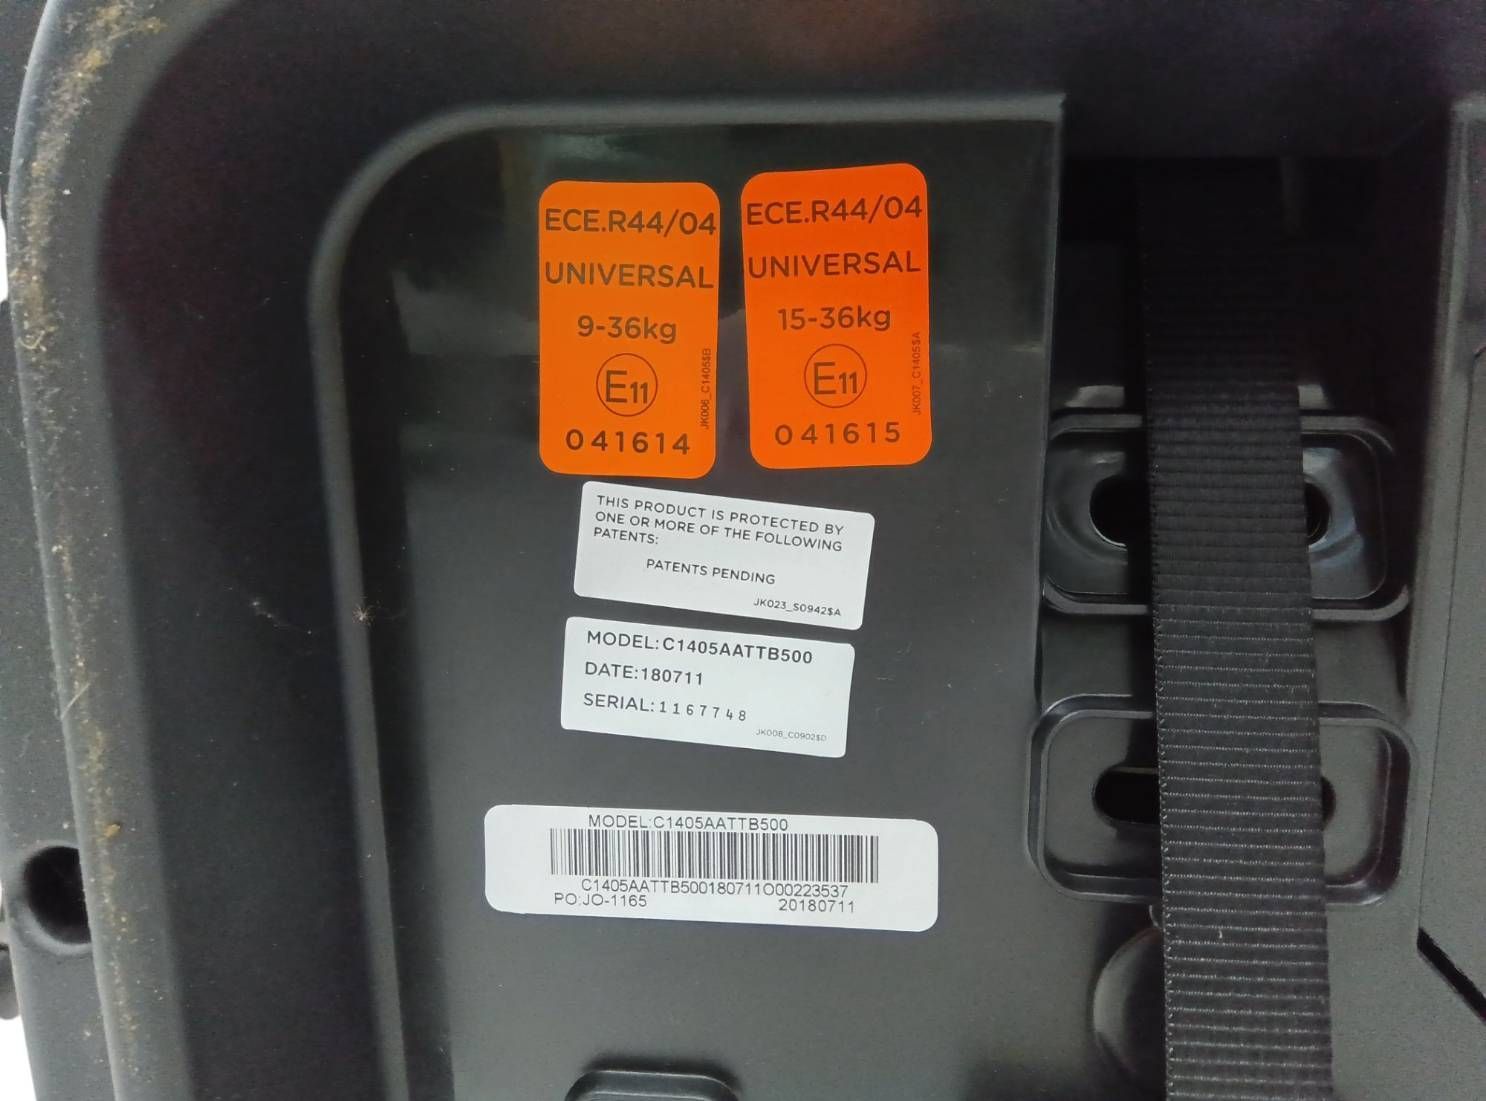 ECE.R44/04
UNIVERSAL
9-36kg
E11
041614
JK006_C1405$B
ECE.R44/04
UNIVERSAL
15-36kg
E11
041615
JK007_C1405$A
THIS PRODUCT IS PROTECTED BY
ONE OR MORE OF THE FOLLOWING
PATENTS:
PATENTS PENDING
JK023_S0942$A
MODEL:C1405AATTB500
DATE:180711
SERIAL:1167748
JK008_C0902$D
MODEL:C1405AATTB500
C1405AATTB500180711O00223537
PO:JO-1165 20180711